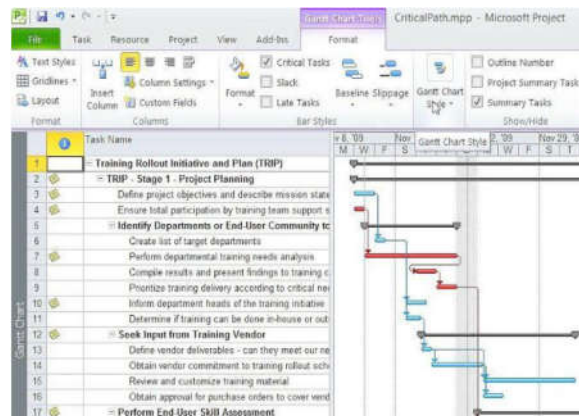 Gantt Chart Tools CriticalPath.mpp - Microsoft Project
File Task Resource Project View Add-Ins Format
Text Styles
Gridlines
Layout
Format
Insert Column
Column Settings
Custom Fields
Columns
Format
Critical Tasks
Slack
Late Tasks
Baseline Slippage
Bar Styles
Gantt Chart Style
Outline Number
Project Summary Task
Summary Tasks
Show/Hide
Gantt Chart Style
Task Name
Nov
2, '09 Nov 29, '0
M W F S
W F S T
1 Training Rollout Initiative and Plan (TRIP)
2 TRIP - Stage 1 - Project Planning
3 Define project objectives and describe mission state
4 Ensure total participation by training team support s
5 Identify Departments or End-User Community to
6 Create list of target departments
7 Perform departmental training needs analysis
8 Compile results and present findings to training c
9 Prioritize training delivery according to critical nee
10 Inform department heads of the training initiative
11 Determine if training can be done in-house or out
12 Seek Input from Training Vendor
13 Define vendor deliverables - can they meet our ne
14 Obtain vendor commitment to training rollout sche
15 Review and customize training material
16 Obtain approval for purchase orders to cover vend
17 Perform End-User Skill Assessment
Gantt Chart